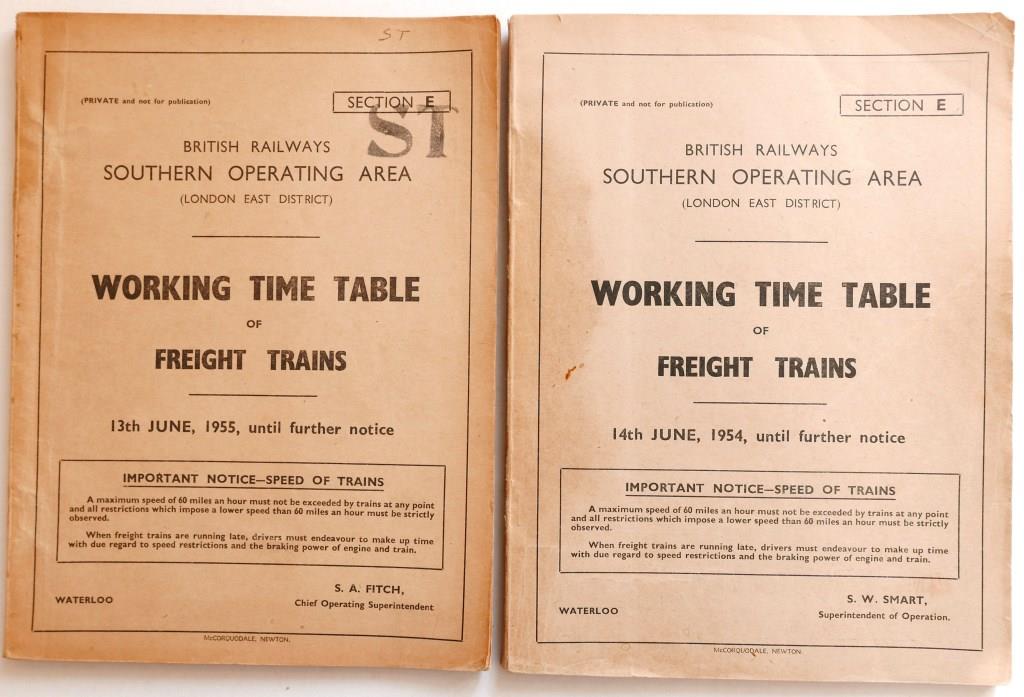 ST
(PRIVATE and not for publication)
SECTION E
ST
BRITISH RAILWAYS
SOUTHERN OPERATING AREA
(LONDON EAST DISTRICT)
WORKING TIME TABLE
OF
FREIGHT TRAINS
13th JUNE, 1955, until further notice
IMPORTANT NOTICE—SPEED OF TRAINS
A maximum speed of 60 miles an hour must not be exceeded by trains at any point
and all restrictions which impose a lower speed than 60 miles an hour must be strictly
observed.
When freight trains are running late, drivers must endeavour to make up time
with due regard to speed restrictions and the braking power of engine and train.
S. A. FITCH,
WATERLOO
Chief Operating Superintendent
McCORQUODALE, NEWTON.
(PRIVATE and not for publication)
SECTION E
BRITISH RAILWAYS
SOUTHERN OPERATING AREA
(LONDON EAST DISTRICT)
WORKING TIME TABLE
OF
FREIGHT TRAINS
14th JUNE, 1954, until further notice
IMPORTANT NOTICE—SPEED OF TRAINS
A maximum speed of 60 miles an hour must not be exceeded by trains at any point
and all restrictions which impose a lower speed than 60 miles an hour must be strictly
observed.
When freight trains are running late, drivers must endeavour to make up time
with due regard to speed restrictions and the braking power of engine and train.
S. W. SMART,
WATERLOO
Superintendent of Operation.
McCORQUODALE, NEWTON.